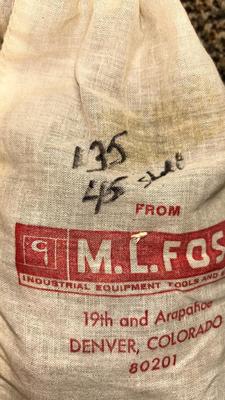 135
45 Shell
FROM
M.L. FOS
INDUSTRIAL EQUIPMENT TOOLS AND
19th and Arapahoe
DENVER, COLORADO
80201